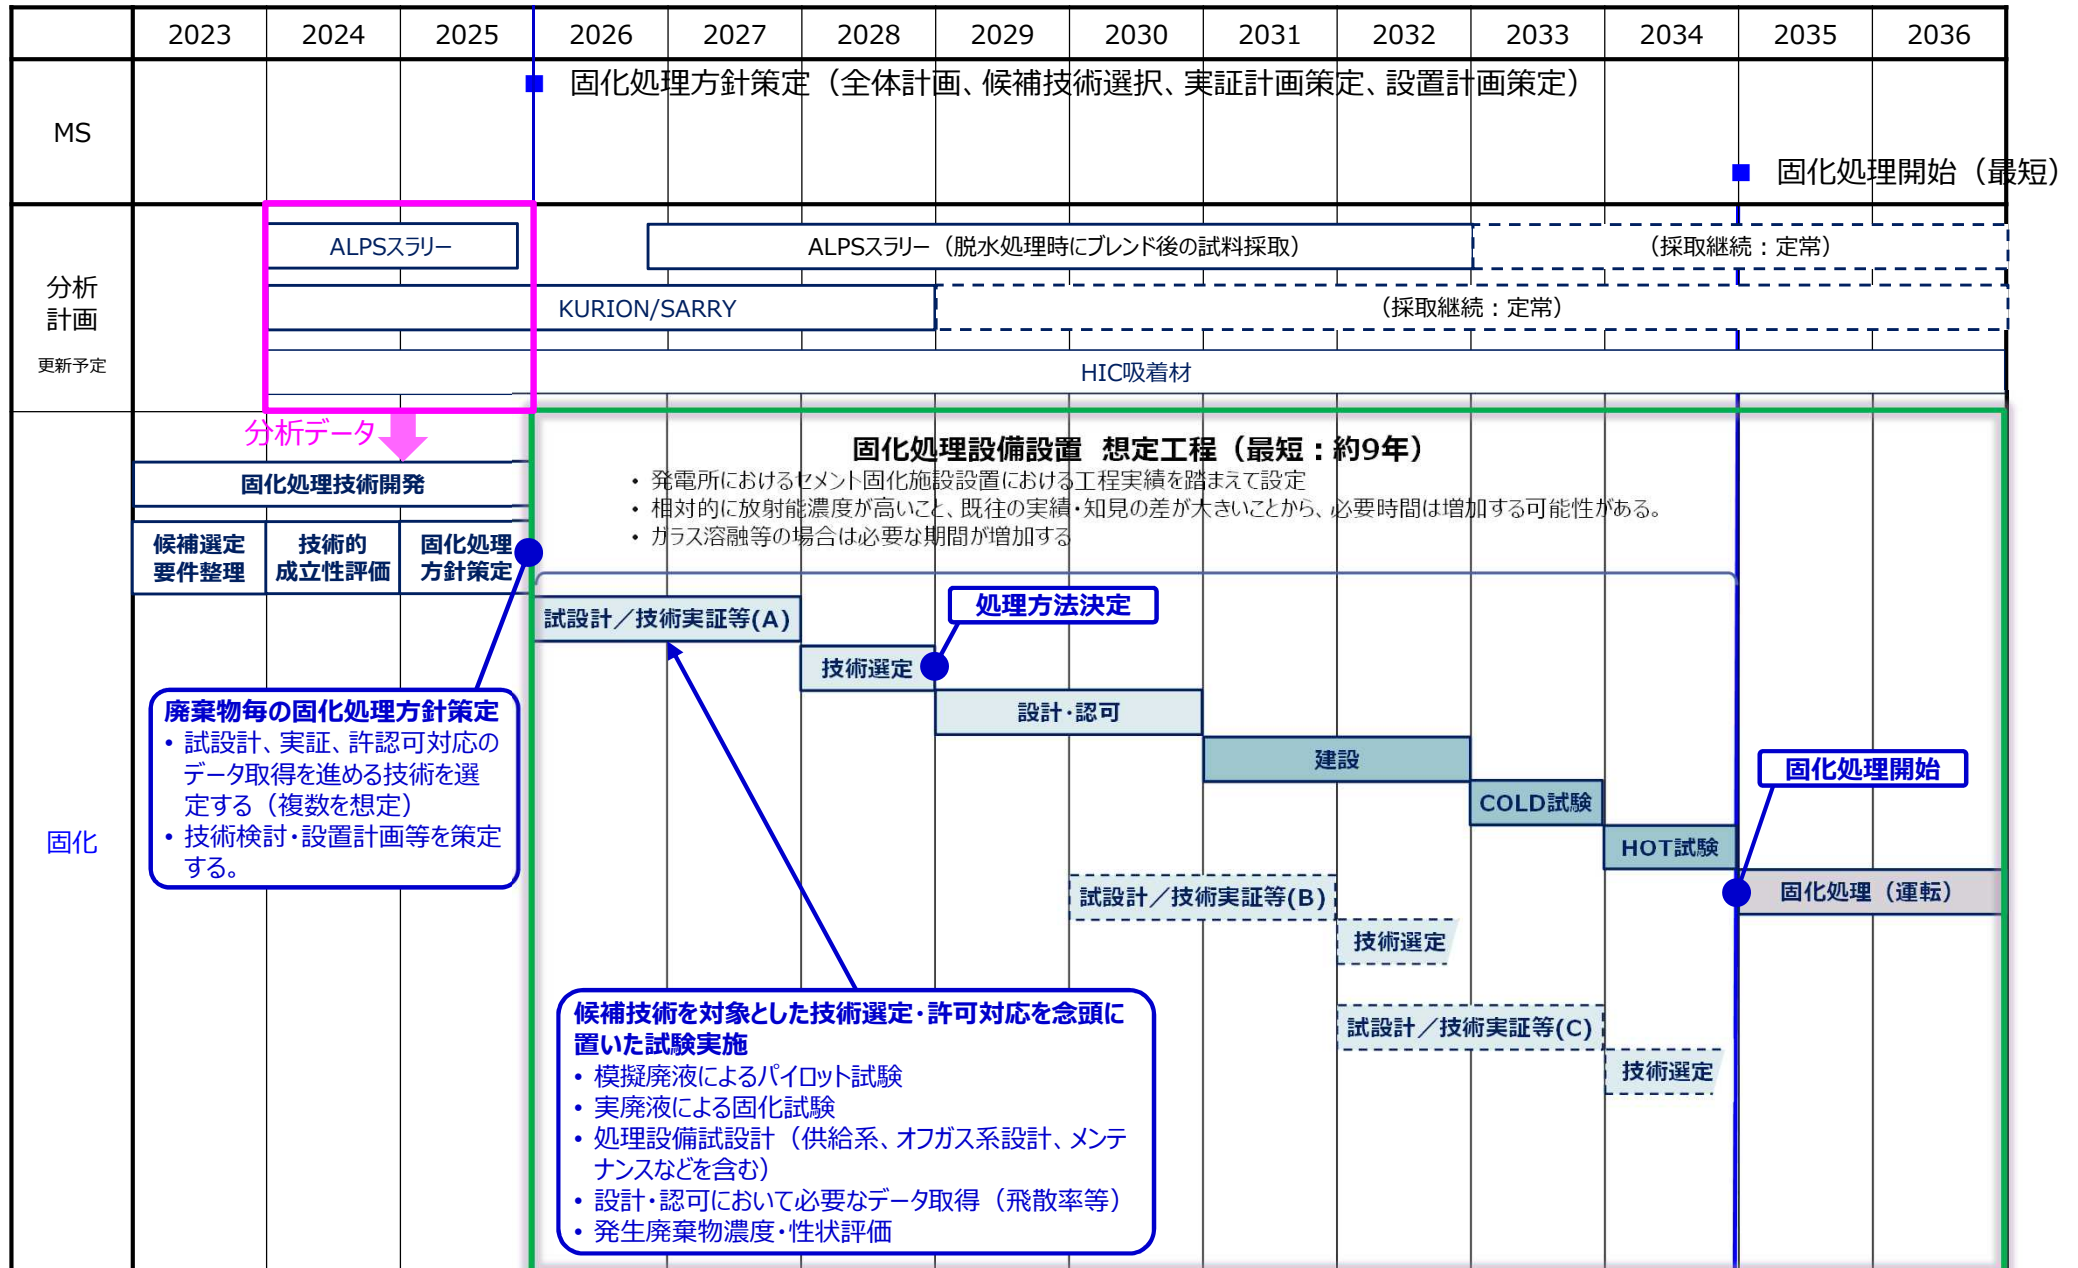 2023 2024 2025 2026 2027 2028 2029 2030 2031 2032 2033 2034 2035 2036
MS
■ 固化処理方針策定（全体計画、候補技術選択、実証計画策定、設置計画策定）
■ 固化処理開始（最短）
分析
計画
更新予定
ALPSスラリー
ALPSスラリー（脱水処理時にブレンド後の試料採取）
（採取継続：定常）
KURION/SARRY
（採取継続：定常）
HIC吸着材
分析データ
固化
固化処理技術開発
候補選定
要件整理
技術的
成立性評価
固化処理
方針策定
固化処理設備設置 想定工程（最短：約9年）
• 発電所におけるセメント固化施設設置における工程実績を踏まえて設定
• 相対的に放射能濃度が高いこと、既往の実績・知見の差が大きいことから、必要時間は増加する可能性がある。
• ガラス溶融等の場合は必要な期間が増加する
試設計／技術実証等(A)
処理方法決定
技術選定
設計・認可
建設
COLD試験
HOT試験
固化処理開始
固化処理（運転）
試設計／技術実証等(B)
技術選定
試設計／技術実証等(C)
技術選定
廃棄物毎の固化処理方針策定
• 試設計、実証、許認可対応の
データ取得を進める技術を選
定する（複数を想定）
• 技術検討・設置計画等を策定
する。
候補技術を対象とした技術選定・許可対応を念頭に
置いた試験実施
• 模擬廃液によるパイロット試験
• 実廃液による固化試験
• 処理設備試設計（供給系、オフガス系設計、メンテ
ナンスなどを含む）
• 設計・認可において必要なデータ取得（飛散率等）
• 発生廃棄物濃度・性状評価